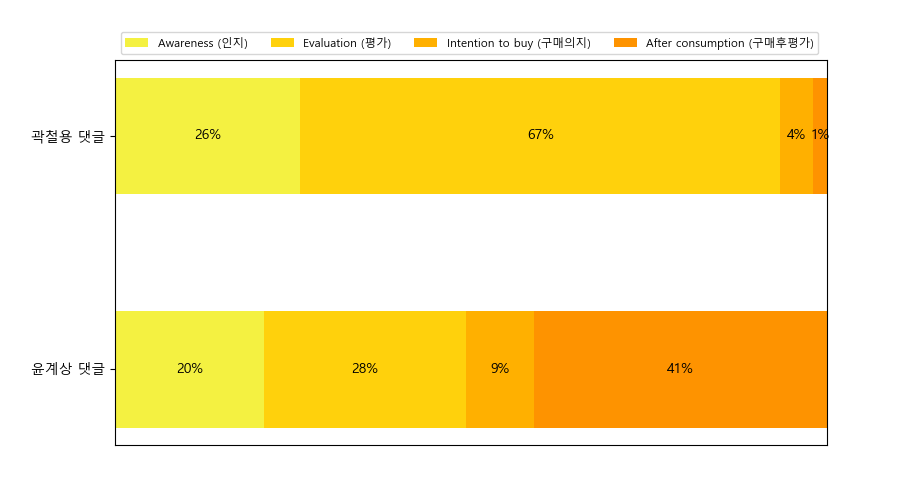 Awareness (인지) Evaluation (평가) Intention to buy (구매의지) After consumption (구매후평가)
곽철용 댓글 26% 67% 4% 1%
윤계상 댓글 20% 28% 9% 41%